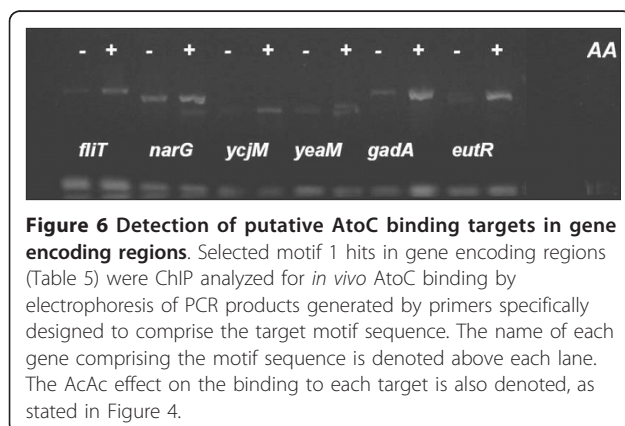 - + - + - + - + - + - + AA
fliT narG ycjM yeaM gadA eutR
Figure 6 Detection of putative AtoC binding targets in gene
encoding regions. Selected motif 1 hits in gene encoding regions
(Table 5) were ChIP analyzed for in vivo AtoC binding by
electrophoresis of PCR products generated by primers specifically
designed to comprise the target motif sequence. The name of each
gene comprising the motif sequence is denoted above each lane.
The AcAc effect on the binding to each target is also denoted, as
stated in Figure 4.